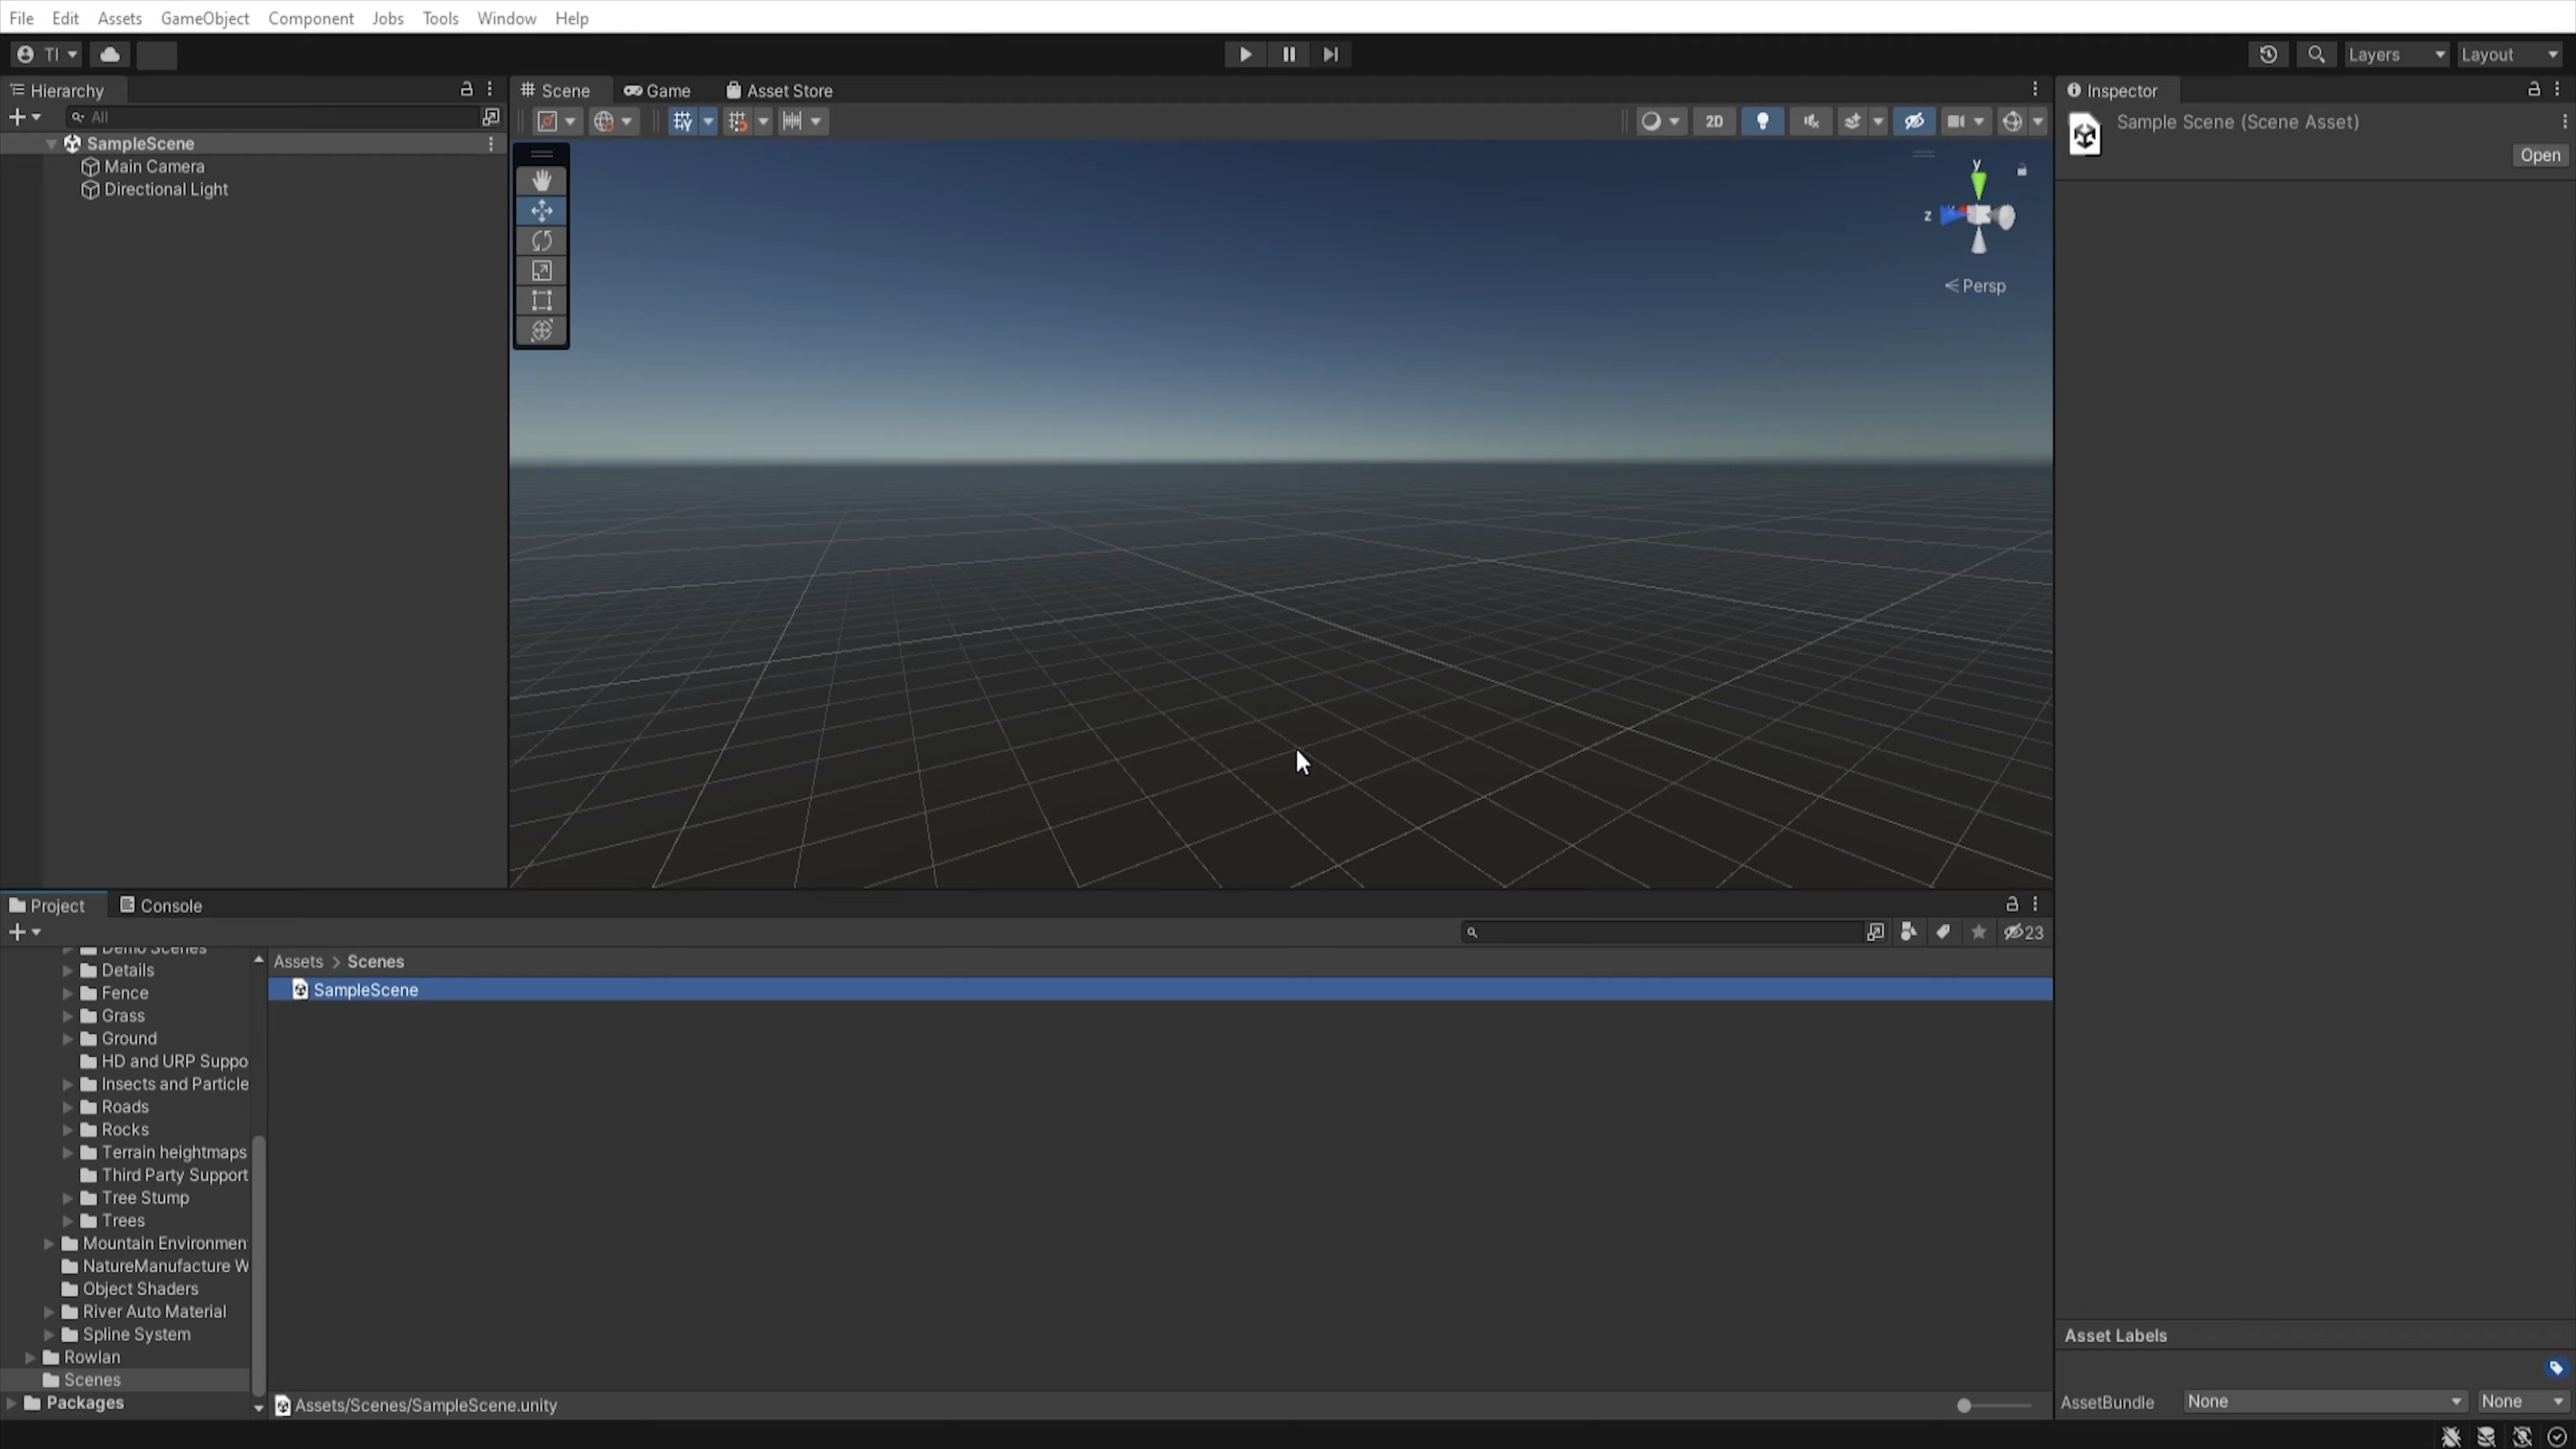 File Edit Assets GameObject Component Jobs Tools Window Help
TI Layers Layout
Hierarchy
All
SampleScene
Main Camera
Directional Light
Scene Game Asset Store
2D
y
z
x
Persp
Inspector
Sample Scene (Scene Asset)
Open
Project Console
23
Demo Scenes
Details
Fence
Grass
Ground
HD and URP Suppo
Insects and Particle
Roads
Rocks
Terrain heightmaps
Third Party Support
Tree Stump
Trees
Mountain Environmen
NatureManufacture W
Object Shaders
River Auto Material
Spline System
Rowlan
Scenes
Packages
Assets > Scenes
SampleScene
Assets/Scenes/SampleScene.unity
Asset Labels
AssetBundle None None